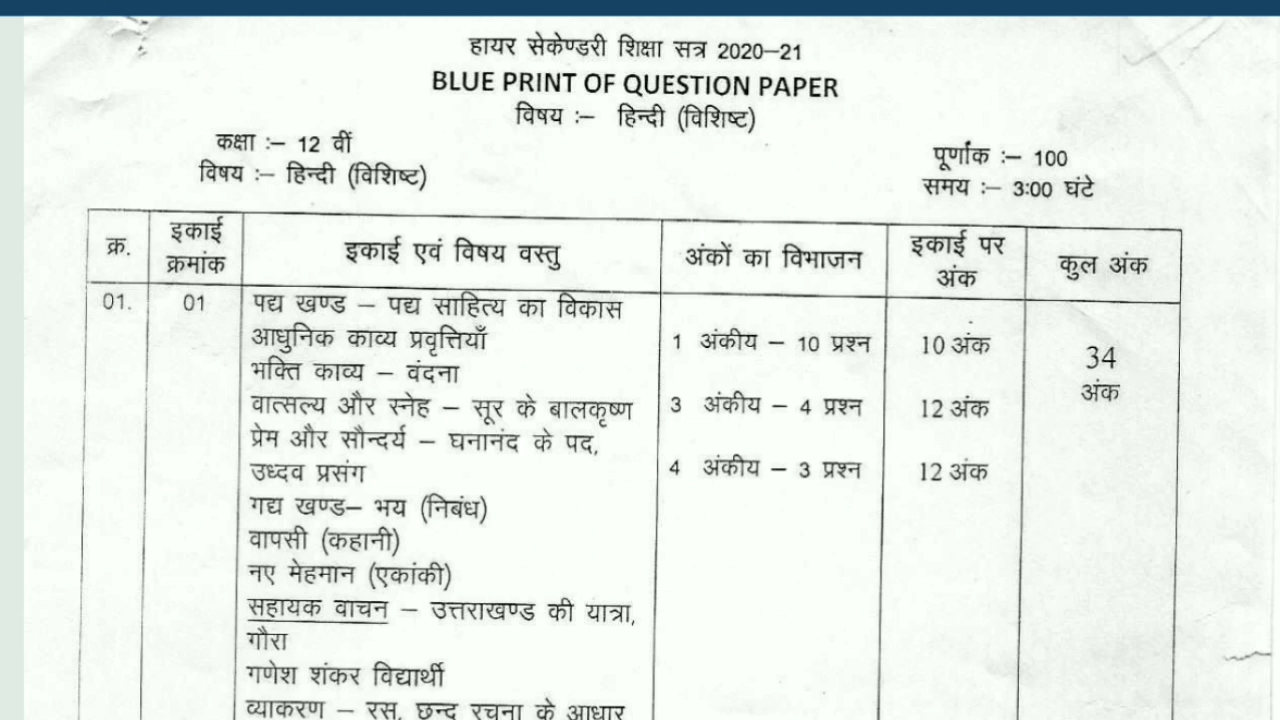 हायर सेकेण्डरी शिक्षा सत्र 2020–21
BLUE PRINT OF QUESTION PAPER
विषय :– हिन्दी (विशिष्ट)
कक्षा :– 12 वीं
पूर्णांक :– 100
विषय :– हिन्दी (विशिष्ट)
समय :– 3:00 घंटे
क्र. इकाई क्रमांक इकाई एवं विषय वस्तु अंकों का विभाजन इकाई पर अंक कुल अंक
01. 01 पद्य खण्ड – पद्य साहित्य का विकास
आधुनिक काव्य प्रवृत्तियाँ 1 अंकीय – 10 प्रश्न 10 अंक 34
भक्ति काव्य – वंदना अंक
वात्सल्य और स्नेह – सूर के बालकृष्ण 3 अंकीय – 4 प्रश्न 12 अंक
प्रेम और सौन्दर्य – घनानंद के पद,
उध्दव प्रसंग 4 अंकीय – 3 प्रश्न 12 अंक
गद्य खण्ड– भय (निबंध)
वापसी (कहानी)
नए मेहमान (एकांकी)
सहायक वाचन – उत्तराखण्ड की यात्रा,
गौरा
गणेश शंकर विद्यार्थी
व्याकरण – रस, छन्द रचना के आधार